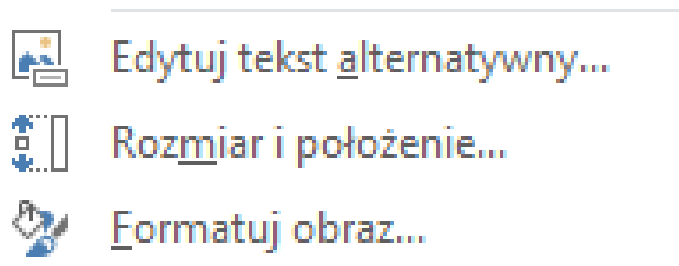 Edytuj tekst alternatywny...
Rozmiar i położenie...
Formatuj obraz...